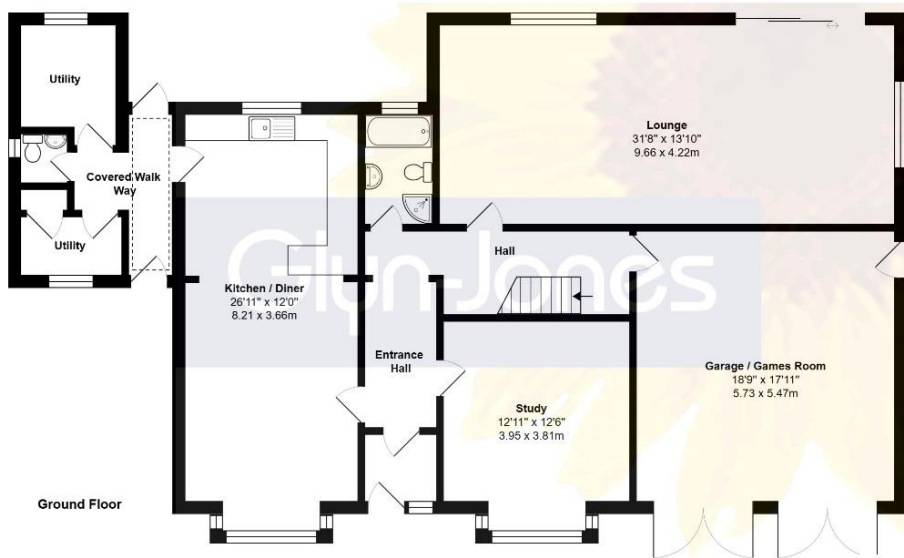 Utility
Covered Walk
Way
Utility
Kitchen / Diner
26'11" x 12'0"
8.21 x 3.66m
Entrance
Hall
Hall
Lounge
31'8" x 13'10"
9.66 x 4.22m
Study
12'11" x 12'6"
3.95 x 3.81m
Garage / Games Room
18'9" x 17'11"
5.73 x 5.47m
Glyn-Jones
Ground Floor